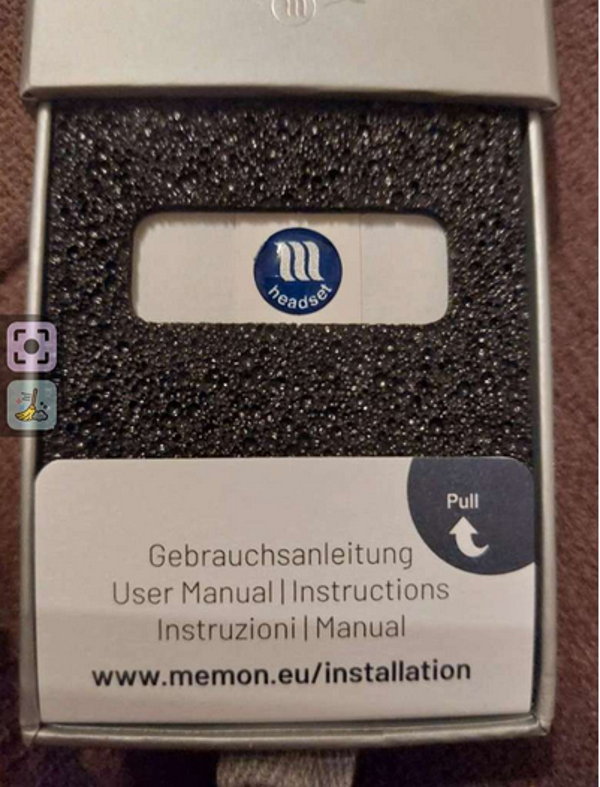 m
m
headset
Pull
Gebrauchsanleitung
User Manual | Instructions
Instruzioni | Manual
www.memon.eu/installation